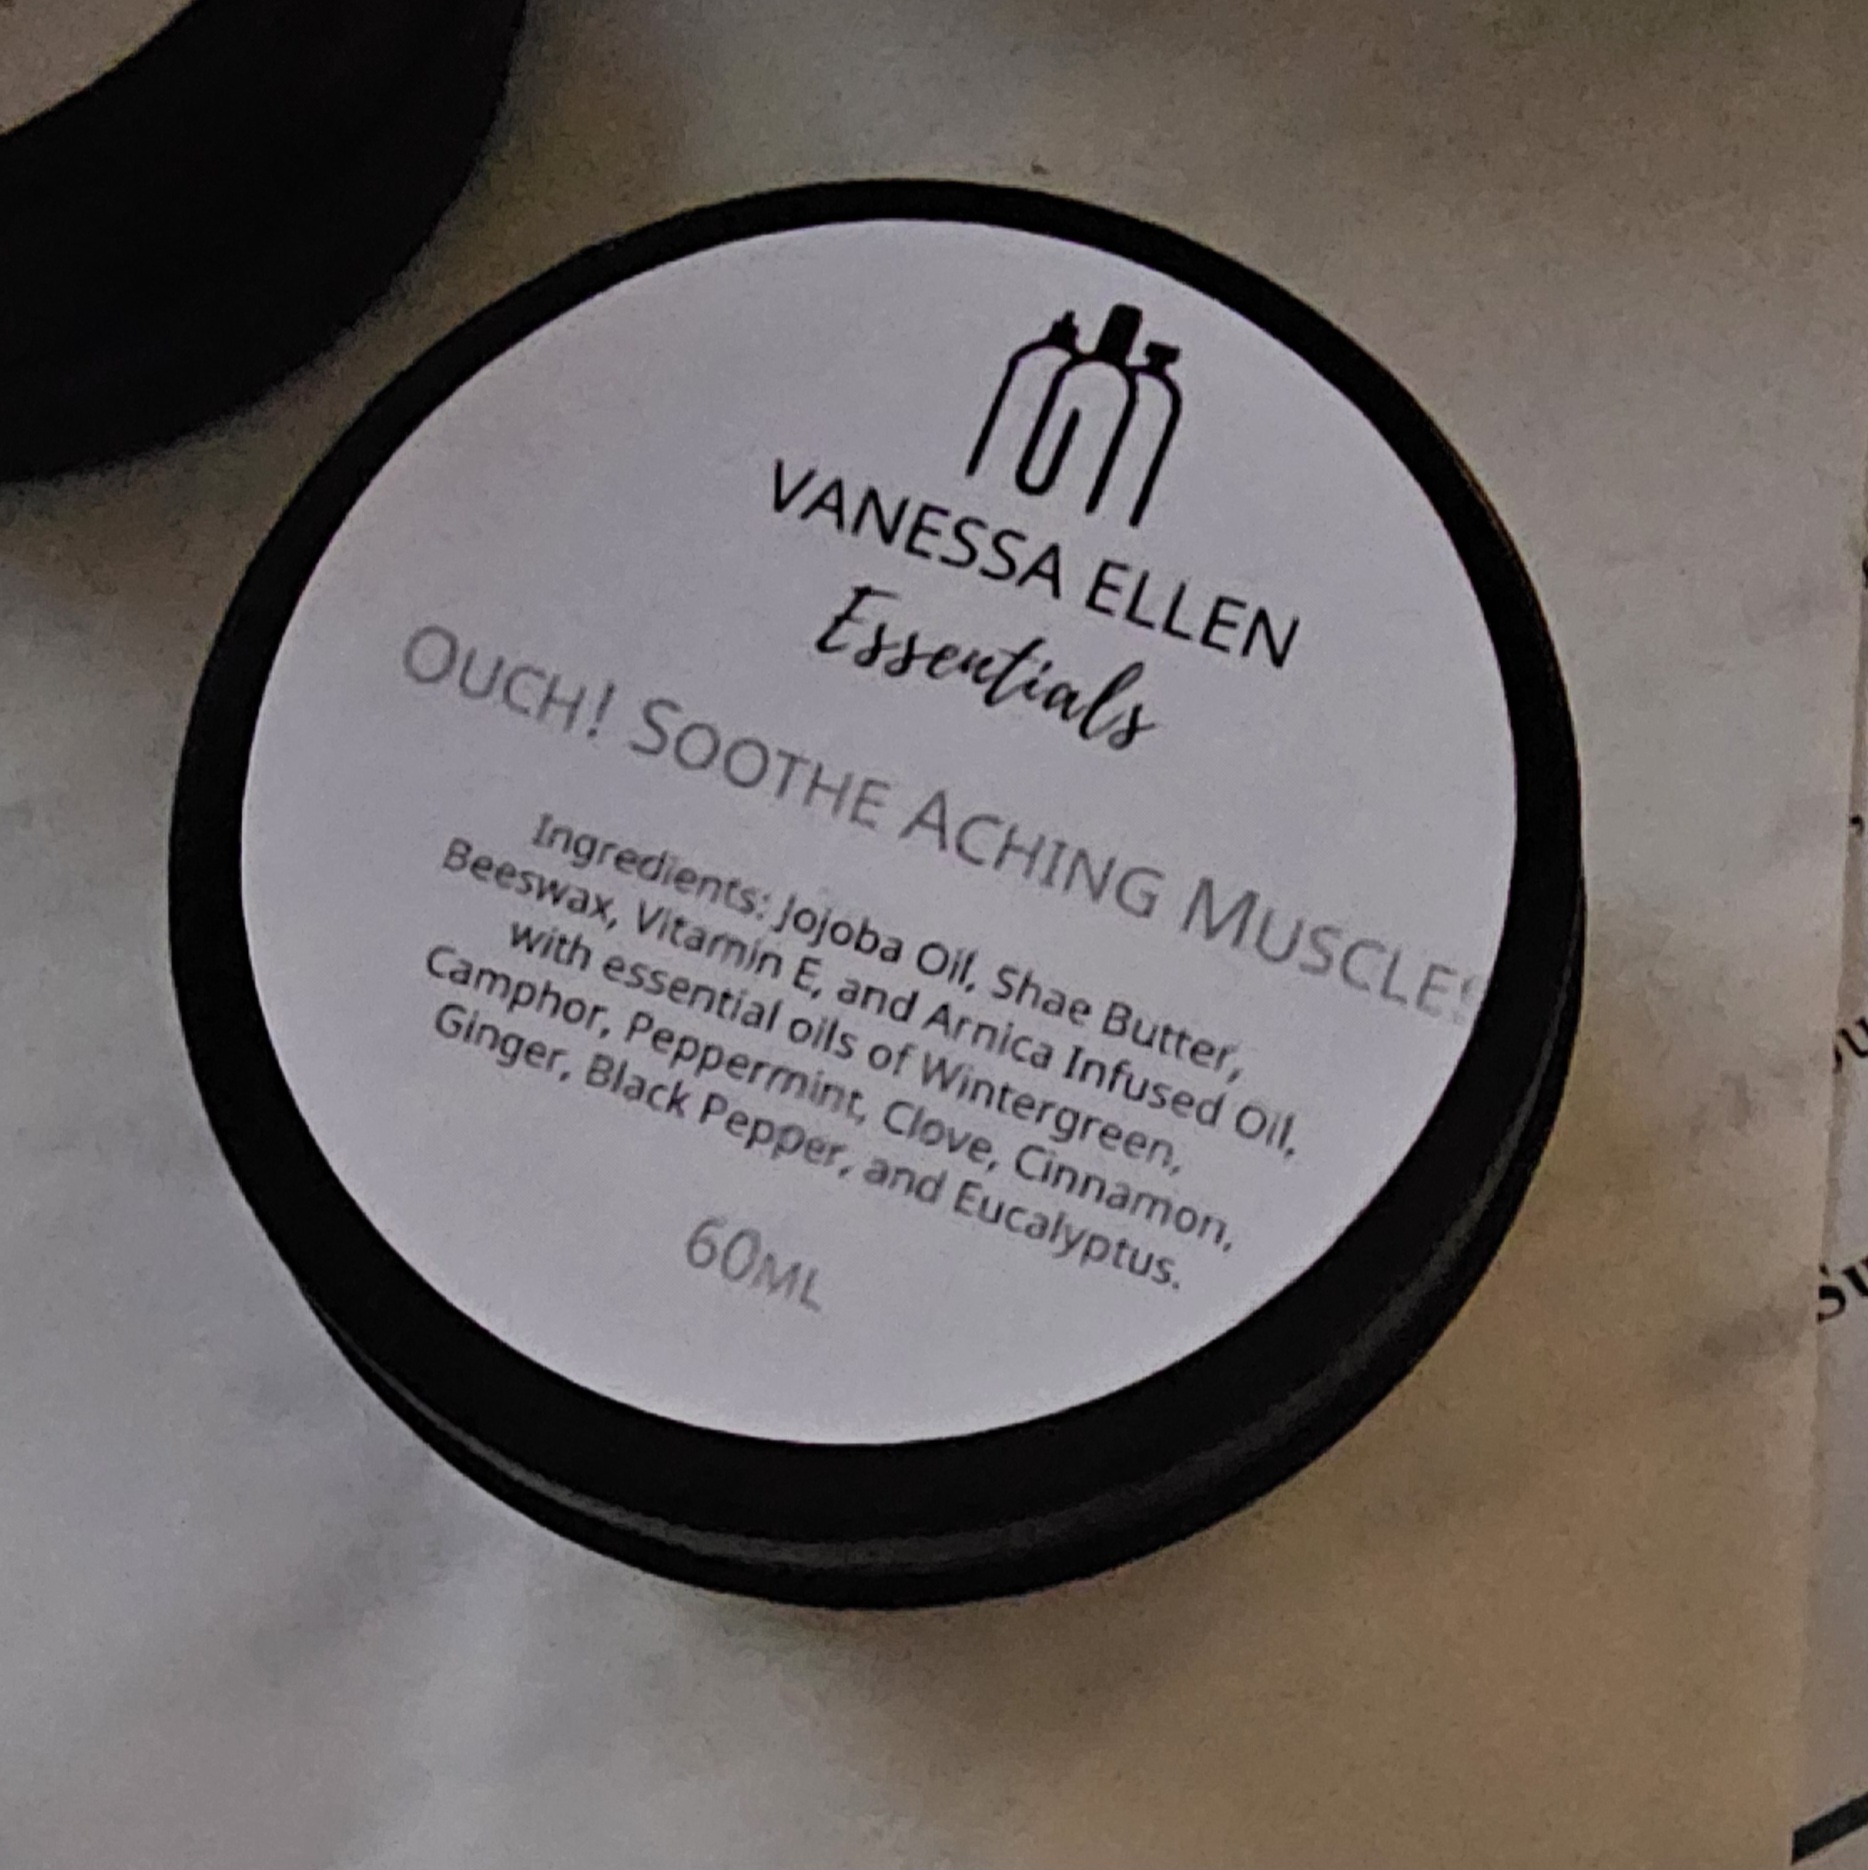 VANESSA ELLEN
Essentials
OUCH! SOOTHE ACHING MUSCLES
Ingredients: Jojoba Oil, Shae Butter,
Beeswax, Vitamin E, and Arnica Infused Oil,
with essential oils of Wintergreen,
Camphor, Peppermint, Clove, Cinnamon,
Ginger, Black Pepper, and Eucalyptus.
60ML